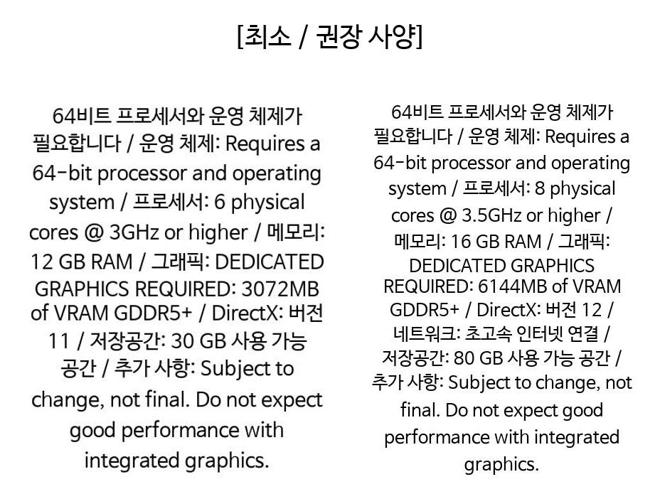 [최소 / 권장 사양]
64비트 프로세서와 운영 체제가
필요합니다 / 운영 체제: Requires a
64-bit processor and operating
system / 프로세서: 6 physical
cores @ 3GHz or higher / 메모리:
12 GB RAM / 그래픽: DEDICATED
GRAPHICS REQUIRED: 3072MB
of VRAM GDDR5+ / DirectX: 버전
11 / 저장공간: 30 GB 사용 가능
공간 / 추가 사항: Subject to
change, not final. Do not expect
good performance with
integrated graphics.
64비트 프로세서와 운영 체제가
필요합니다 / 운영 체제: Requires a
64-bit processor and operating
system / 프로세서: 8 physical
cores @ 3.5GHz or higher /
메모리: 16 GB RAM / 그래픽:
DEDICATED GRAPHICS
REQUIRED: 6144MB of VRAM
GDDR5+ / DirectX: 버전 12 /
네트워크: 초고속 인터넷 연결 /
저장공간: 80 GB 사용 가능 공간 /
추가 사항: Subject to change, not
final. Do not expect good
performance with integrated
graphics.